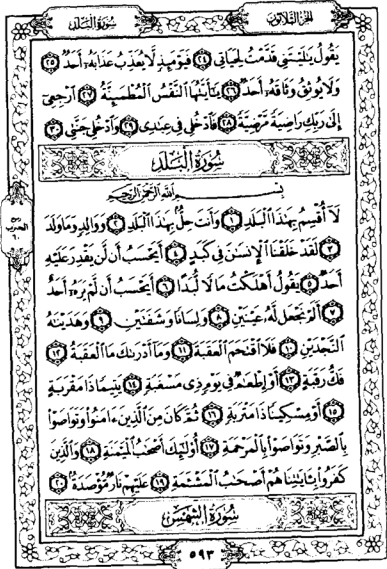 الجزء الثلاثون
سُورَةُ الْبَلَدِ
يَقُولُ يَٰلَيْتَنِى قَدَّمْتُ لِحَيَاتِى ٢٤ فَيَوْمَئِذٍ لَّا يُعَذِّبُ عَذَابَهُۥٓ أَحَدٌ ٢٥
وَلَا يُوثِقُ وَثَاقَهُۥٓ أَحَدٌ ٢٦ يَٰٓأَيَّتُهَا ٱلنَّفْسُ ٱلْمُطْمَئِنَّةُ ٢٧ ٱرْجِعِىٓ
إِلَىٰ رَبِّكِ رَاضِيَةً مَّرْضِيَّةً ٢٨ فَٱدْخُلِى فِى عِبَٰدِى ٢٩ وَٱدْخُلِى جَنَّتِى ٣٠
سُورَةُ الْبَلَدِ
بِسْمِ ٱللَّهِ ٱلرَّحْمَٰنِ ٱلرَّحِيمِ
لَآ أُقْسِمُ بِهَٰذَا ٱلْبَلَدِ ١ وَأَنتَ حِلٌّۢ بِهَٰذَا ٱلْبَلَدِ ٢ وَوَالِدٍ وَمَا وَلَدَ
٣ لَقَدْ خَلَقْنَا ٱلْإِنسَٰنَ فِى كَبَدٍ ٤ أَيَحْسَبُ أَن لَّن يَقْدِرَ عَلَيْهِ
أَحَدٌ ٥ يَقُولُ أَهْلَكْتُ مَالًا لُّبَدًا ٦ أَيَحْسَبُ أَن لَّمْ يَرَهُۥٓ أَحَدٌ
٧ أَلَمْ نَجْعَل لَّهُۥ عَيْنَيْنِ ٨ وَلِسَانًا وَشَفَتَيْنِ ٩ وَهَدَيْنَٰهُ
ٱلنَّجْدَيْنِ ١٠ فَلَا ٱقْتَحَمَ ٱلْعَقَبَةَ ١١ وَمَآ أَدْرَىٰكَ مَا ٱلْعَقَبَةُ ١٢
فَكُّ رَقَبَةٍ ١٣ أَوْ إِطْعَٰمٌ فِى يَوْمٍ ذِى مَسْغَبَةٍ ١٤ يَتِيمًا ذَا مَقْرَبَةٍ
١٥ أَوْ مِسْكِينًا ذَا مَتْرَبَةٍ ١٦ ثُمَّ كَانَ مِنَ ٱلَّذِينَ ءَامَنُوا۟ وَتَوَاصَوْا۟
بِٱلصَّبْرِ وَتَوَاصَوْا۟ بِٱلْمَرْحَمَةِ ١٧ أُو۟لَٰٓئِكَ أَصْحَٰبُ ٱلْمَيْمَنَةِ ١٨ وَٱلَّذِينَ
كَفَرُوا۟ بِـَٔايَٰتِنَا هُمْ أَصْحَٰبُ ٱلْمَشْـَٔمَةِ ١٩ عَلَيْهِمْ نَارٌ مُّؤْصَدَةٌۢ ٢٠
سُورَةُ الشَّمْسِ
٥٩٣